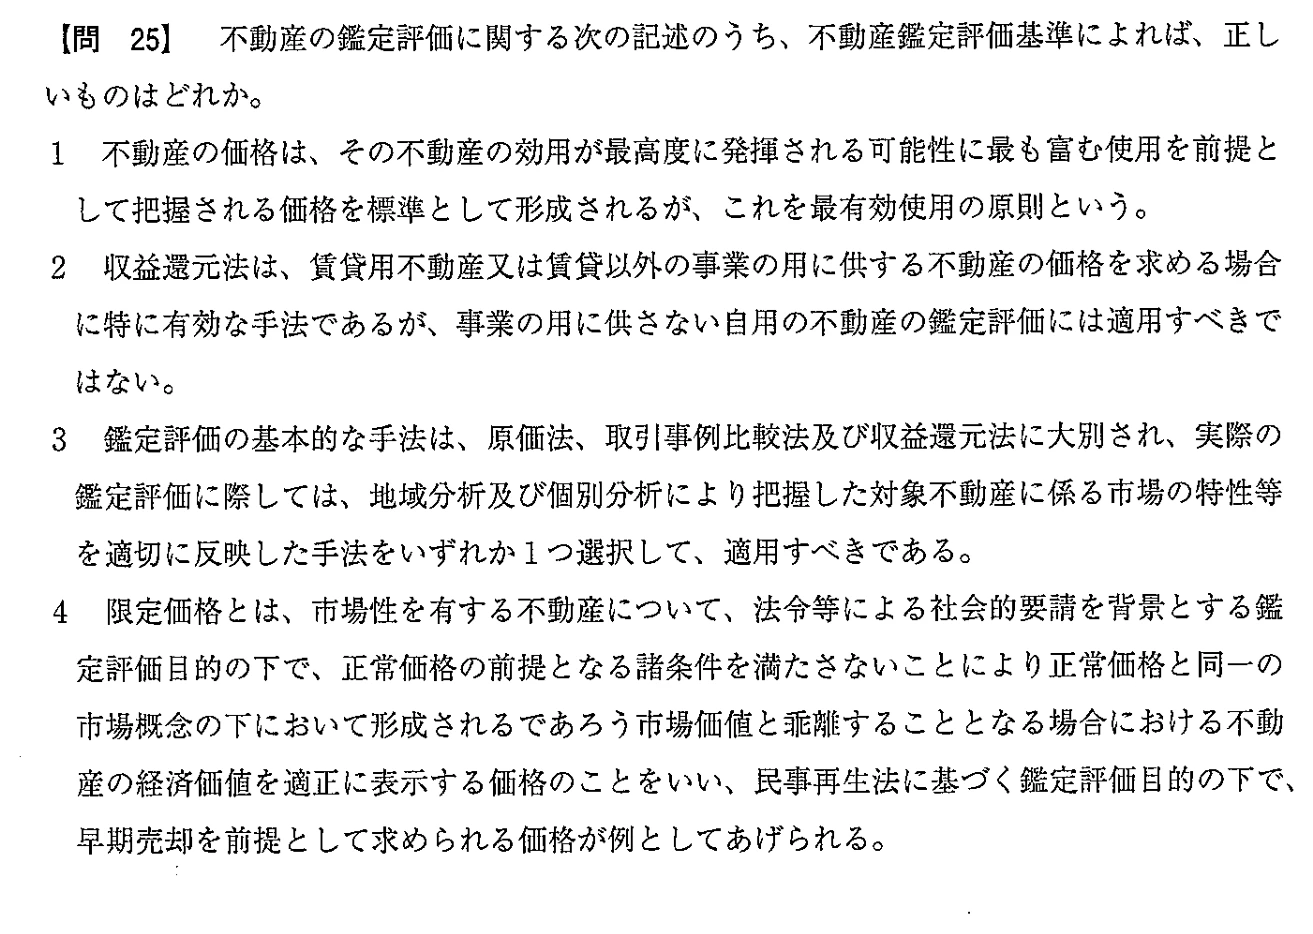 【問　25】　不動産の鑑定評価に関する次の記述のうち、不動産鑑定評価基準によれば、正し
いものはどれか。
1　不動産の価格は、その不動産の効用が最高度に発揮される可能性に最も富む使用を前提と
して把握される価格を標準として形成されるが、これを最有効使用の原則という。
2　収益還元法は、賃貸用不動産又は賃貸以外の事業の用に供する不動産の価格を求める場合
に特に有効な手法であるが、事業の用に供さない自用の不動産の鑑定評価には適用すべきで
はない。
3　鑑定評価の基本的な手法は、原価法、取引事例比較法及び収益還元法に大別され、実際の
鑑定評価に際しては、地域分析及び個別分析により把握した対象不動産に係る市場の特性等
を適切に反映した手法をいずれか1つ選択して、適用すべきである。
4　限定価格とは、市場性を有する不動産について、法令等による社会的要請を背景とする鑑
定評価目的の下で、正常価格の前提となる諸条件を満たさないことにより正常価格と同一の
市場概念の下において形成されるであろう市場価値と乖離することとなる場合における不動
産の経済価値を適正に表示する価格のことをいい、民事再生法に基づく鑑定評価目的の下で、
早期売却を前提として求められる価格が例としてあげられる。